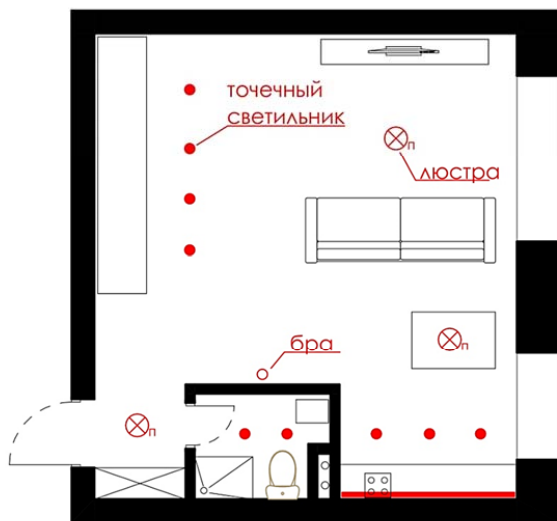 точечный
светильник
п
люстра
п
бра
п